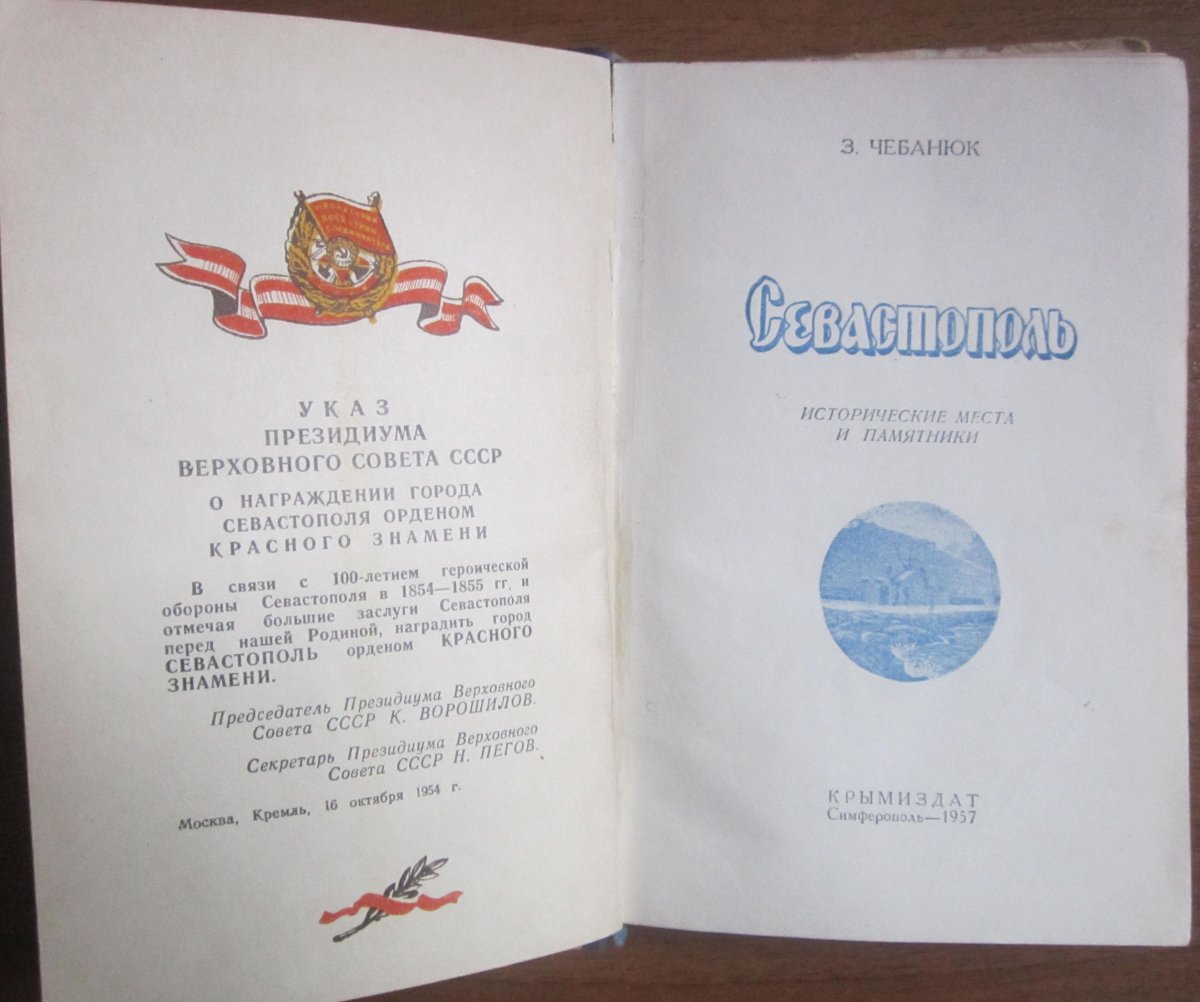 УКАЗ
ПРЕЗИДИУМА
ВЕРХОВНОГО СОВЕТА СССР
О НАГРАЖДЕНИИ ГОРОДА
СЕВАСТОПОЛЯ ОРДЕНОМ
КРАСНОГО ЗНАМЕНИ
В связи с 100-летием героической
обороны Севастополя в 1854—1855 гг. и
отмечая большие заслуги Севастополя
перед нашей Родиной, наградить город
СЕВАСТОПОЛЬ орденом КРАСНОГО
ЗНАМЕНИ.
Председатель Президиума Верховного
Совета СССР К. ВОРОШИЛОВ.
Секретарь Президиума Верховного
Совета СССР Н. ПЕГОВ.
Москва, Кремль, 16 октября 1954 г.
З. ЧЕБАНЮК
СЕВАСТОПОЛЬ
ИСТОРИЧЕСКИЕ МЕСТА
И ПАМЯТНИКИ
КРЫМИЗДАТ
Симферополь—1957